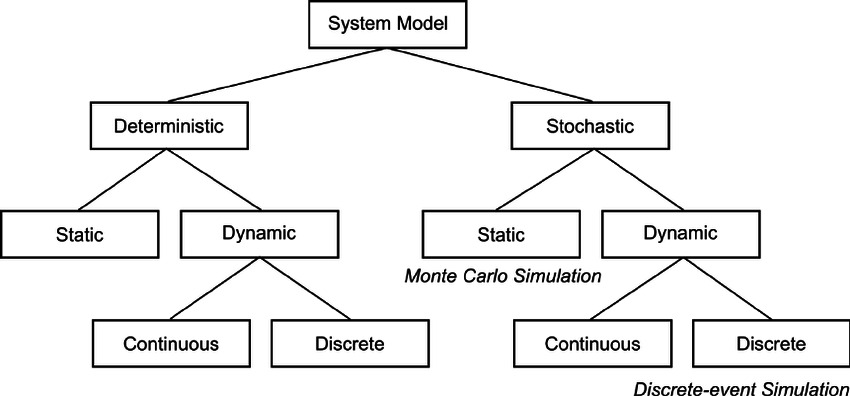 System Model
Deterministic
Stochastic
Static
Dynamic
Static
Dynamic
Monte Carlo Simulation
Continuous
Discrete
Continuous
Discrete
Discrete-event Simulation